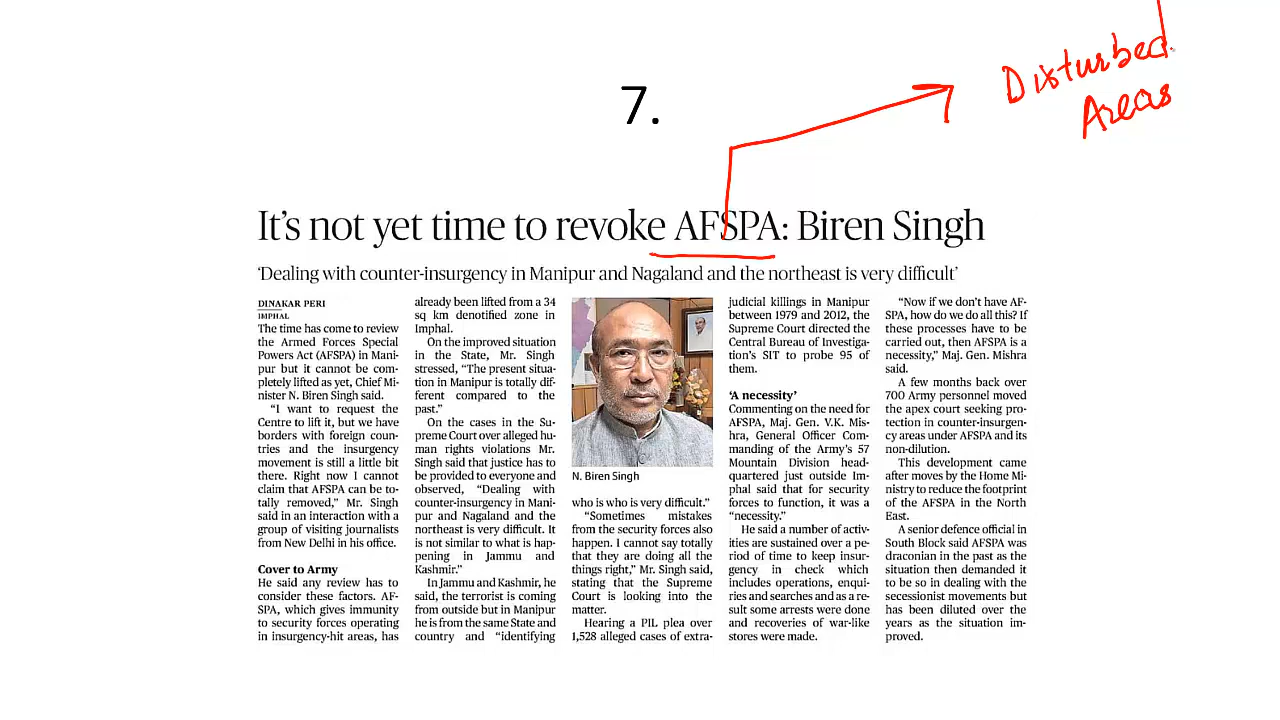 Disturbed
Areas
7.
It's not yet time to revoke AFSPA: Biren Singh
‘Dealing with counter-insurgency in Manipur and Nagaland and the northeast is very difficult’
DINAKAR PERI
IMPHAL
The time has come to review
the Armed Forces Special
Powers Act (AFSPA) in Mani-
pur but it cannot be com-
pletely lifted as yet, Chief Mi-
nister N. Biren Singh said.
“I want to request the
Centre to lift it, but we have
borders with foreign coun-
tries and the insurgency
movement is still a little bit
there. Right now I cannot
claim that AFSPA can be to-
tally removed,” Mr. Singh
said in an interaction with a
group of visiting journalists
from New Delhi in his office.
Cover to Army
He said any review has to
consider these factors. AF-
SPA, which gives immunity
to security forces operating
in insurgency-hit areas, has
already been lifted from a 34
sq km denotified zone in
Imphal.
On the improved situation
in the State, Mr. Singh
stressed, “The present situa-
tion in Manipur is totally dif-
ferent compared to the
past.”
On the cases in the Su-
preme Court over alleged hu-
man rights violations Mr.
Singh said that justice has to
be provided to everyone and
observed, “Dealing with
counter-insurgency in Mani-
pur and Nagaland and the
northeast is very difficult. It
is not similar to what is hap-
pening in Jammu and
Kashmir.”
In Jammu and Kashmir, he
said, the terrorist is coming
from outside but in Manipur
he is from the same State and
country and “identifying
N. Biren Singh
who is who is very difficult.”
“Sometimes mistakes
from the security forces also
happen. I cannot say totally
that they are doing all the
things right,” Mr. Singh said,
stating that the Supreme
Court is looking into the
matter.
Hearing a PIL plea over
1,528 alleged cases of extra-
judicial killings in Manipur
between 1979 and 2012, the
Supreme Court directed the
Central Bureau of Investiga-
tion's SIT to probe 95 of
them.
‘A necessity’
Commenting on the need for
AFSPA, Maj. Gen. V.K. Mis-
hra, General Officer Com-
manding of the Army's 57
Mountain Division head-
quartered just outside Im-
phal said that for security
forces to function, it was a
“necessity.”
He said a number of activ-
ities are sustained over a pe-
riod of time to keep insur-
gency in check which
includes operations, enqui-
ries and searches and as a re-
sult some arrests were done
and recoveries of war-like
stores were made.
“Now if we don't have AF-
SPA, how do we do all this? If
these processes have to be
carried out, then AFSPA is a
necessity,” Maj. Gen. Mishra
said.
A few months back over
700 Army personnel moved
the apex court seeking pro-
tection in counter-insurgen-
cy areas under AFSPA and its
non-dilution.
This development came
after moves by the Home Mi-
nistry to reduce the footprint
of the AFSPA in the North
East.
A senior defence official in
South Block said AFSPA was
draconian in the past as the
situation then demanded it
to be so in dealing with the
secessionist movements but
has been diluted over the
years as the situation im-
proved.